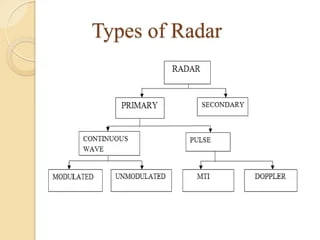 Types of Radar
RADAR
PRIMARY
SECONDARY
CONTINUOUS
WAVE
PULSE
MODULATED
UNMODULATED
MTI
DOPPLER